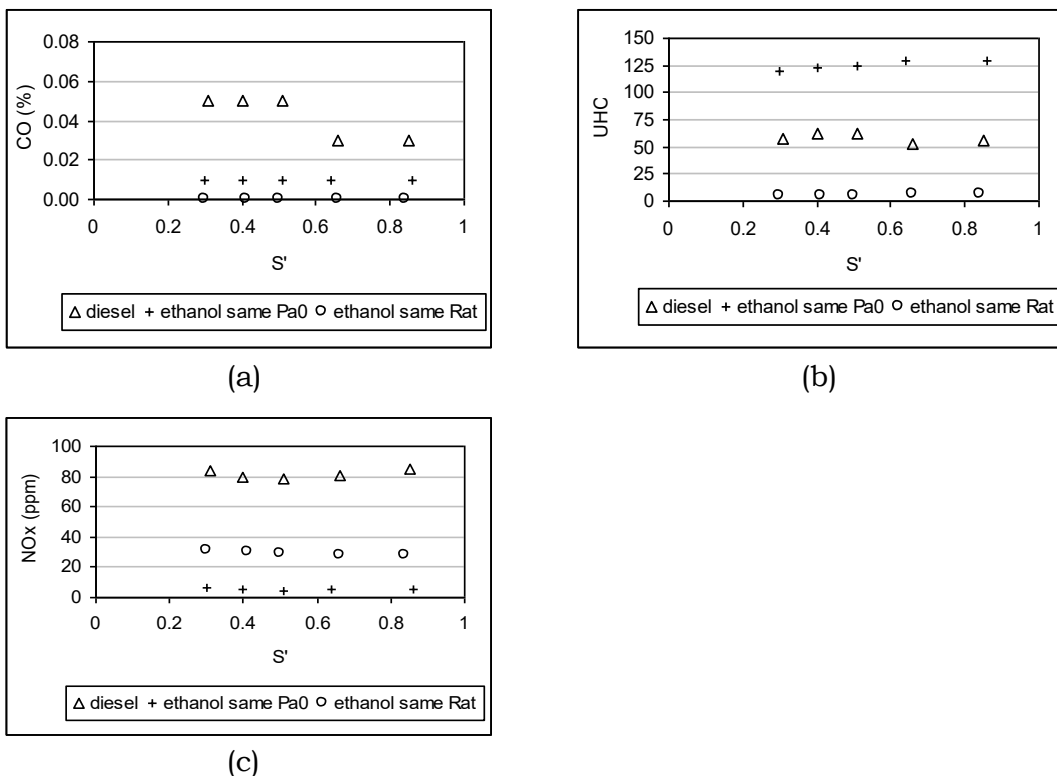 0.08
0.06
0.04
0.02
0.00
CO (%)
0 0.2 0.4 0.6 0.8 1
S'
diesel ethanol same Pa0 ethanol same Rat
(a)
150
125
100
75
50
25
0
UHC
0 0.2 0.4 0.6 0.8 1
S'
diesel ethanol same Pa0 ethanol same Rat
(b)
100
80
60
40
20
0
NOx (ppm)
0 0.2 0.4 0.6 0.8 1
S'
diesel ethanol same Pa0 ethanol same Rat
(c)